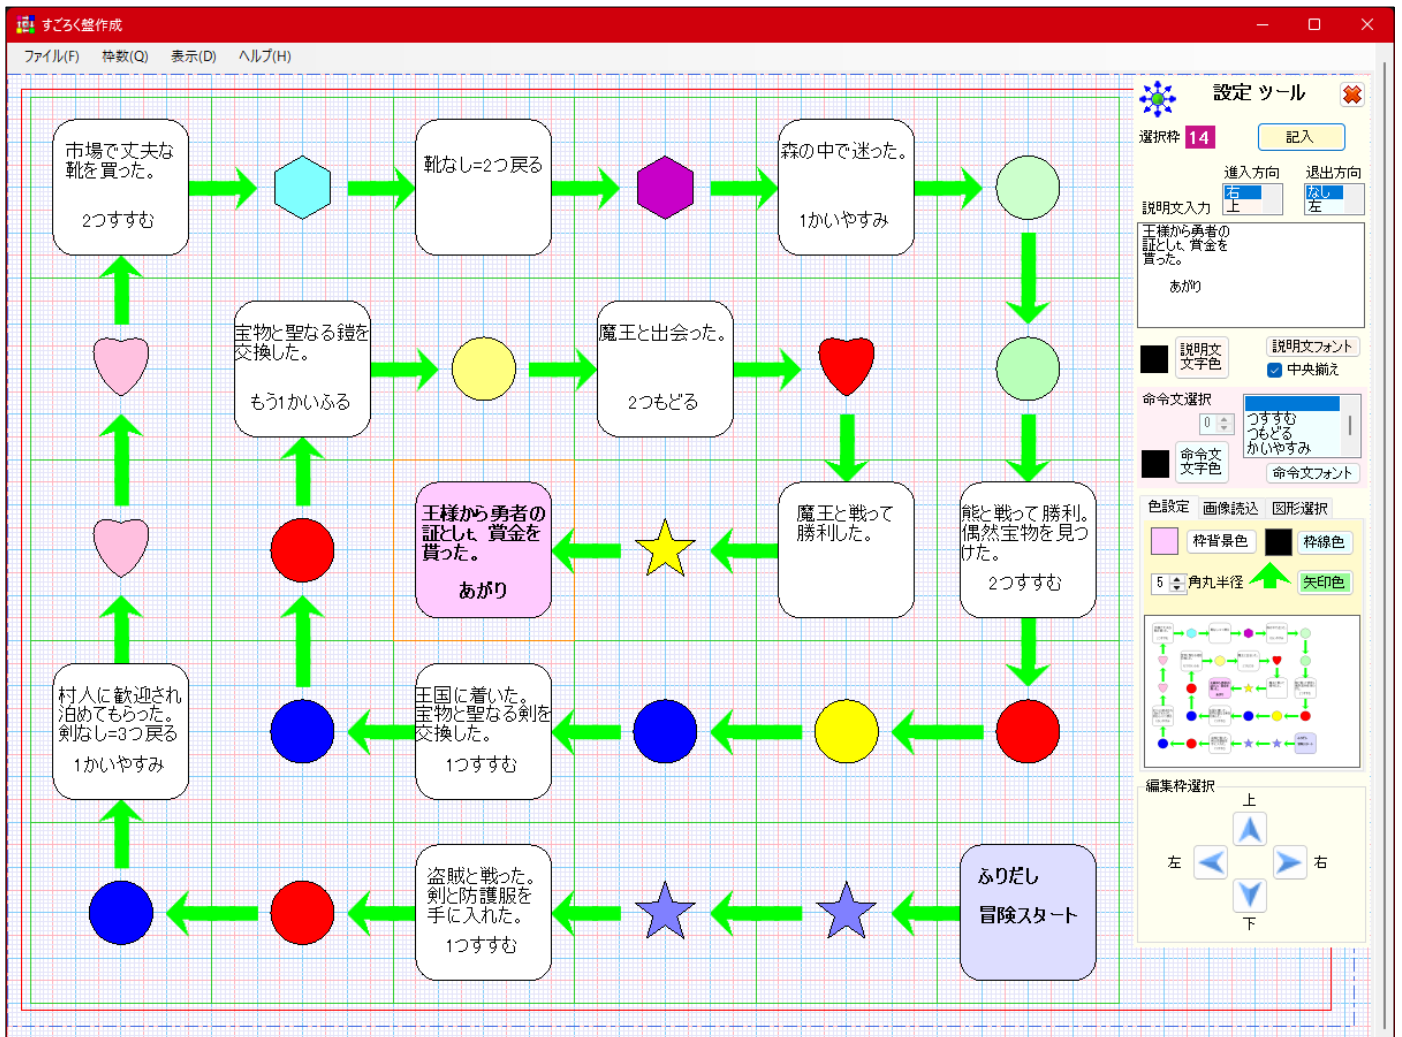 すごろく盤作成
ファイル(F) 枠数(Q) 表示(D) ヘルプ(H)
市場で丈夫な
靴を買った。
2つすすむ
靴なし=2つ戻る
森の中で迷った。
1かいやすみ
宝物と聖なる鎧を
交換した。
もう1かいふる
魔王と出会った。
2つもどる
王様から勇者の
証として、賞金を
貰った。
あがり
魔王と戦って
勝利した。
熊と戦って勝利。
偶然宝物を見つ
けた。
2つすすむ
村人に歓迎され
泊めてもらった。
剣なし=3つ戻る
1かいやすみ
王国に着いた。
宝物と聖なる剣を
交換した。
1つすすむ
盗賊と戦った。
剣と防護服を
手に入れた。
1つすすむ
ふりだし
冒険スタート
設定 ツール
選択枠 14 記入
進入方向 退出方向
右 なし
上 左
説明文入力
王様から勇者の
証として、賞金を
貰った。
あがり
説明文
文字色
説明文フォント
中央揃え
命令文選択
0
つすすむ
つもどる
かいやすみ
命令文
文字色
命令文フォント
色設定 画像読込 図形選択
枠背景色 枠線色
5 角丸半径 矢印色
編集枠選択
上
左 右
下